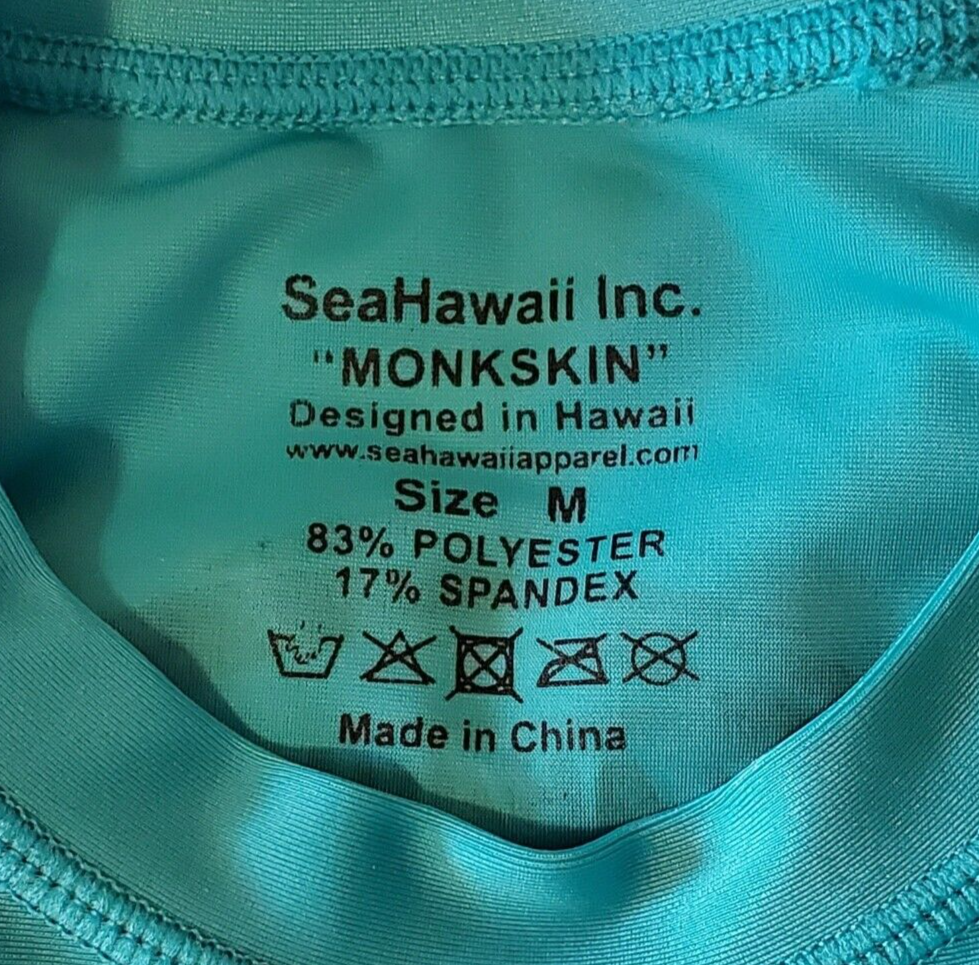 SeaHawaii Inc.
“MONKSKIN”
Designed in Hawaii
www.seahawaiiapparel.com
Size M
83% POLYESTER
17% SPANDEX
Made in China